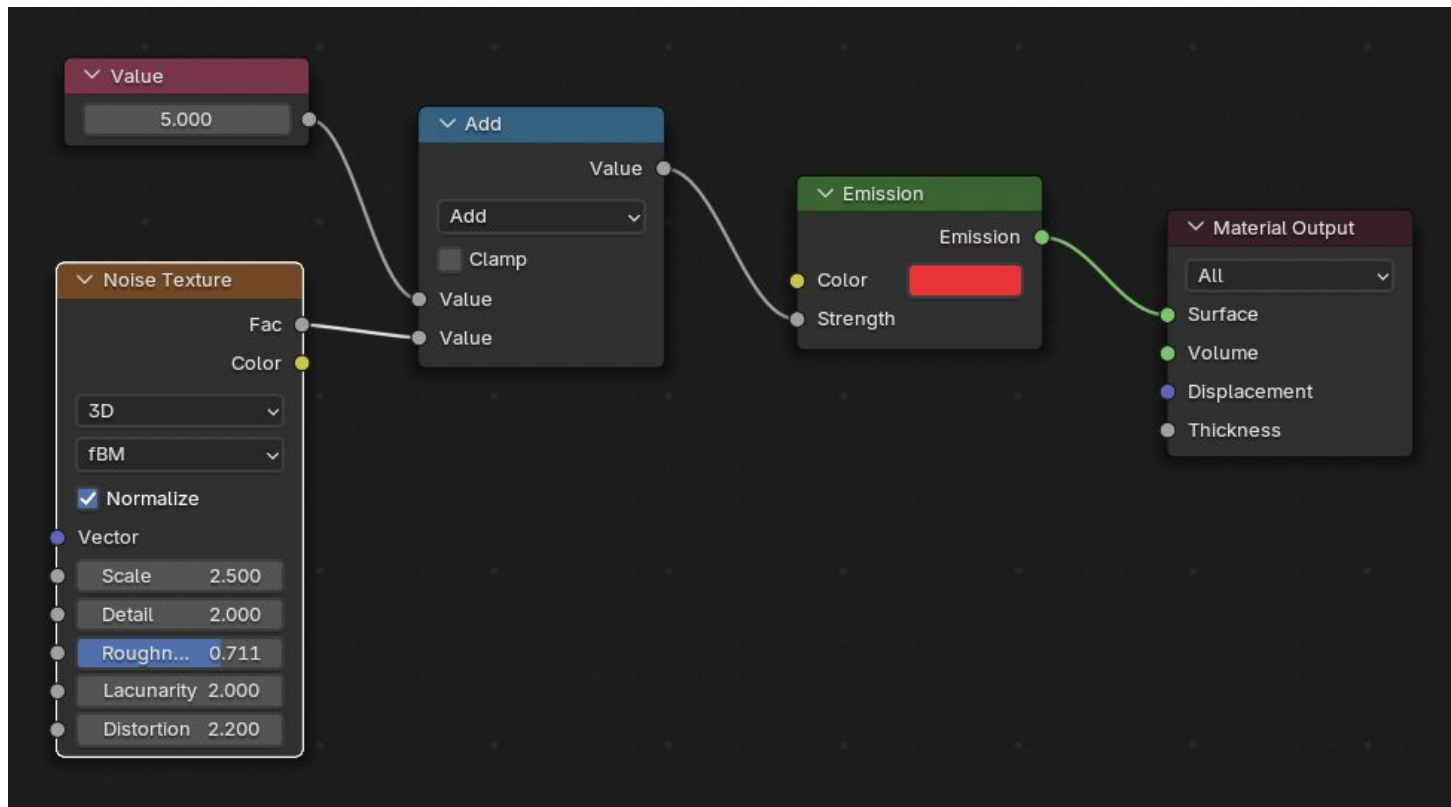 Value
5.000
Add
Value
Add
Clamp
Value
Value
Noise Texture
Fac
Color
3D
fBM
Normalize
Vector
Scale 2.500
Detail 2.000
Roughn... 0.711
Lacunarity 2.000
Distortion 2.200
Emission
Emission
Color
Strength
Material Output
All
Surface
Volume
Displacement
Thickness